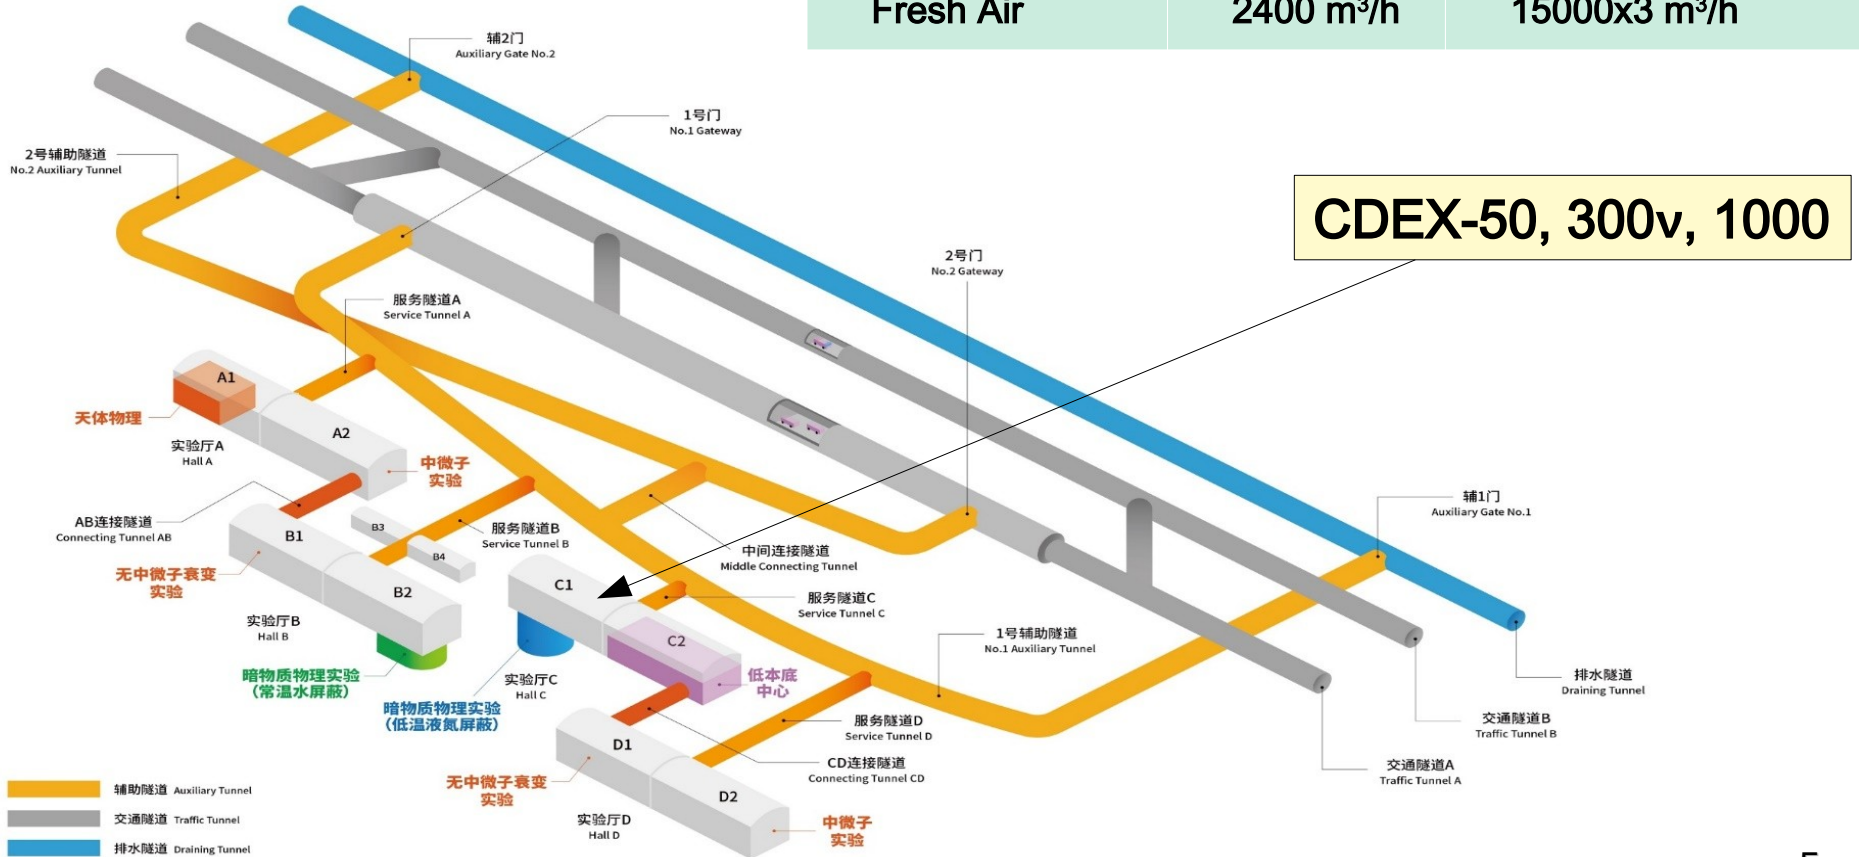 Fresh Air 2400 m³/h 15000x3 m³/h
辅2门
Auxiliary Gate No.2
1号门
No.1 Gateway
2号辅助隧道
No.2 Auxiliary Tunnel
CDEX-50, 300ν, 1000
2号门
No.2 Gateway
服务隧道A
Service Tunnel A
A1
天体物理
A2
实验厅A
Hall A
中微子
实验
辅1门
Auxiliary Gate No.1
AB连接隧道
Connecting Tunnel AB
B1
B3
B4
服务隧道B
Service Tunnel B
中间连接隧道
Middle Connecting Tunnel
无中微子衰变
实验
B2
C1
服务隧道C
Service Tunnel C
实验厅B
Hall B
C2
1号辅助隧道
No.1 Auxiliary Tunnel
暗物质物理实验
（常温水屏蔽）
实验厅C
Hall C
低本底
中心
排水隧道
Draining Tunnel
暗物质物理实验
（低温液氮屏蔽）
服务隧道D
Service Tunnel D
交通隧道B
Traffic Tunnel B
D1
CD连接隧道
Connecting Tunnel CD
交通隧道A
Traffic Tunnel A
无中微子衰变
实验
D2
实验厅D
Hall D
中微子
实验
辅助隧道 Auxiliary Tunnel
交通隧道 Traffic Tunnel
排水隧道 Draining Tunnel